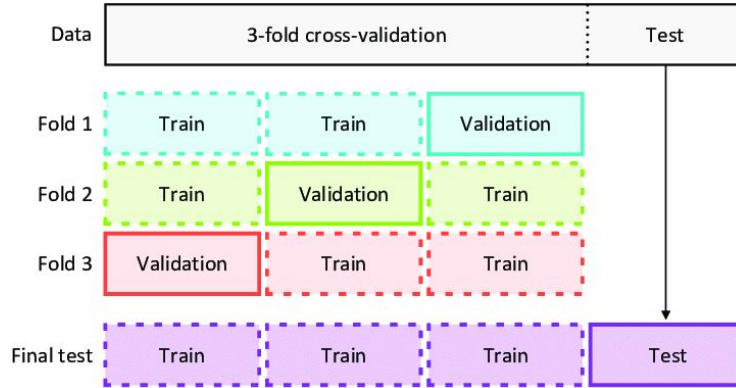 Data 3-fold cross-validation Test
Fold 1 Train Train Validation
Fold 2 Train Validation Train
Fold 3 Validation Train Train
Final test Train Train Train Test